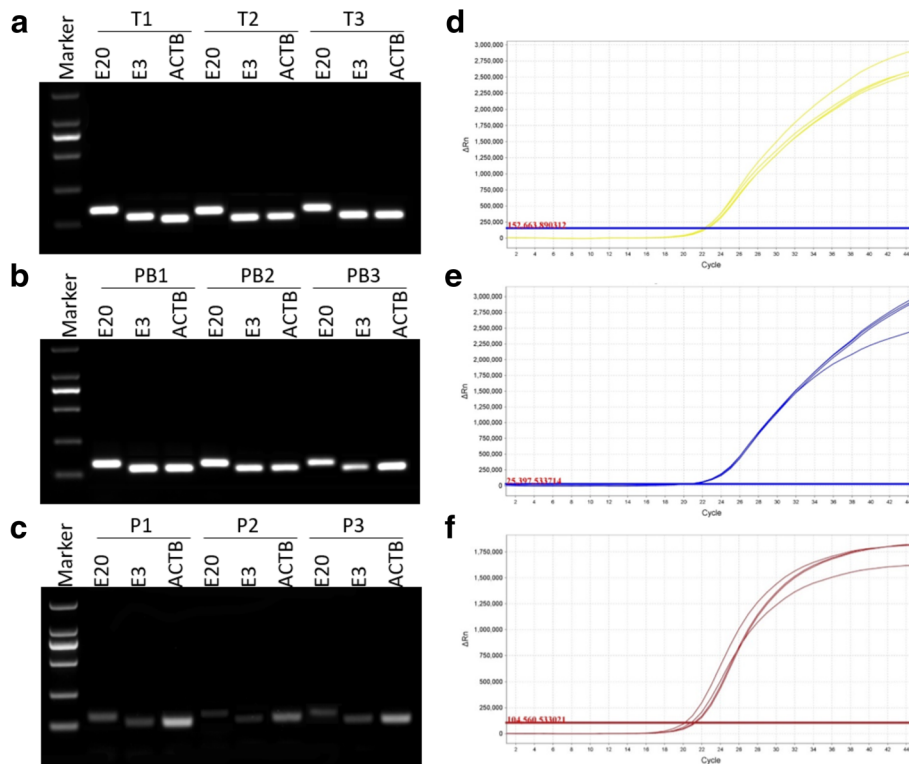 a
T1 T2 T3
Marker E20 E3 ACTB E20 E3 ACTB E20 E3 ACTB
b
PB1 PB2 PB3
Marker E20 E3 ACTB E20 E3 ACTB E20 E3 ACTB
c
P1 P2 P3
Marker E20 E3 ACTB E20 E3 ACTB E20 E3 ACTB
d
3,000,000
2,750,000
2,500,000
2,250,000
2,000,000
1,750,000
1,500,000
1,250,000
1,000,000
750,000
500,000
250,000
152,663.890312
0
ΔRn
2 4 6 8 10 12 14 16 18 20 22 24 26 28 30 32 34 36 38 40 42 44
Cycle
e
3,000,000
2,750,000
2,500,000
2,250,000
2,000,000
1,750,000
1,500,000
1,250,000
1,000,000
750,000
500,000
250,000
25,397.533714
0
ΔRn
2 4 6 8 10 12 14 16 18 20 22 24 26 28 30 32 34 36 38 40 42 44
Cycle
f
1,750,000
1,500,000
1,250,000
1,000,000
750,000
500,000
250,000
104,560.533021
0
ΔRn
2 4 6 8 10 12 14 16 18 20 22 24 26 28 30 32 34 36 38 40 42 44
Cycle